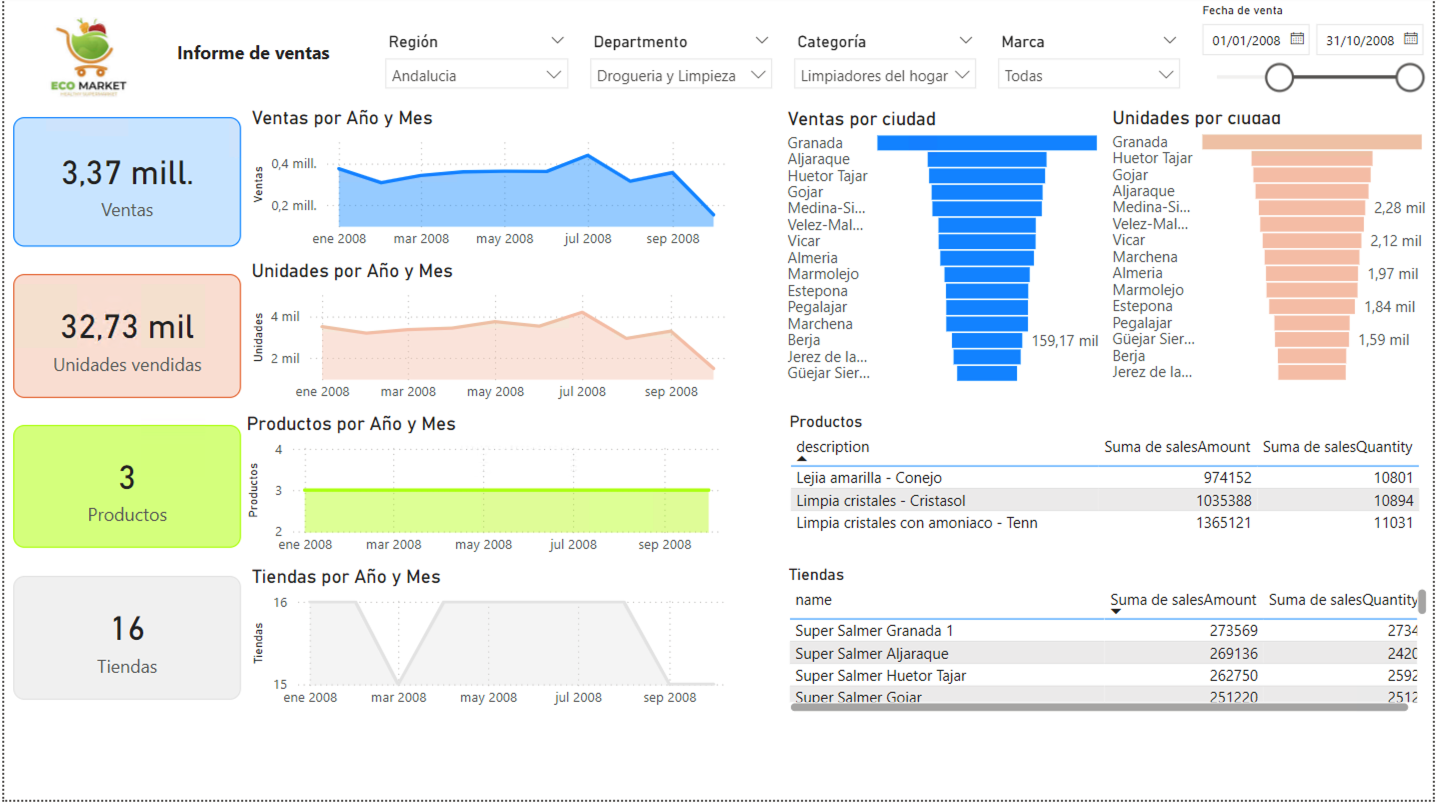 ECO MARKET
Informe de ventas
Región
Andalucia
Departmento
Drogueria y Limpieza
Categoría
Limpiadores del hogar
Marca
Todas
Fecha de venta
01/01/2008
31/10/2008
3,37 mill.
Ventas
32,73 mil
Unidades vendidas
3
Productos
16
Tiendas
Ventas por Año y Mes
Ventas
0,4 mill.
0,2 mill.
ene 2008 mar 2008 may 2008 jul 2008 sep 2008
Unidades por Año y Mes
Unidades
4 mil
2 mil
ene 2008 mar 2008 may 2008 jul 2008 sep 2008
Productos por Año y Mes
Productos
4
3
2
ene 2008 mar 2008 may 2008 jul 2008 sep 2008
Tiendas por Año y Mes
Tiendas
16
15
ene 2008 mar 2008 may 2008 jul 2008 sep 2008
Ventas por ciudad
Granada
Aljaraque
Huetor Tajar
Gojar
Medina-Si...
Velez-Mal...
Vicar
Almeria
Marmolejo
Estepona
Pegalajar
Marchena
Berja 159,17 mil
Jerez de la...
Güejar Sier...
Unidades por ciudad
Granada
Huetor Tajar
Gojar
Aljaraque
Medina-Si... 2,28 mil
Velez-Mal...
Vicar 2,12 mil
Marchena
Almeria 1,97 mil
Marmolejo
Estepona 1,84 mil
Pegalajar
Güejar Sier... 1,59 mil
Berja
Jerez de la...
Productos
description Suma de salesAmount Suma de salesQuantity
Lejia amarilla - Conejo 974152 10801
Limpia cristales - Cristasol 1035388 10894
Limpia cristales con amoniaco - Tenn 1365121 11031
Tiendas
name Suma de salesAmount Suma de salesQuantity
Super Salmer Granada 1 273569 2734
Super Salmer Aljaraque 269136 2420
Super Salmer Huetor Tajar 262750 2592
Super Salmer Gojar 251220 2512